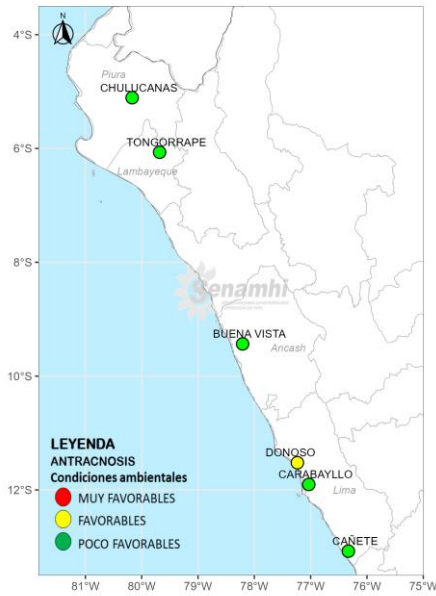 N
4°S
Piura
CHULUCANAS
6°S
TONGORRAPE
Lambayeque
8°S
Senamhi
BUENA VISTA
Ancash
10°S
LEYENDA
ANTRACNOSIS
Condiciones ambientales
MUY FAVORABLES
FAVORABLES
POCO FAVORABLES
DONOSO
CARABAYLLO
Lima
12°S
CAÑETE
81°W 80°W 79°W 78°W 77°W 76°W 75°W